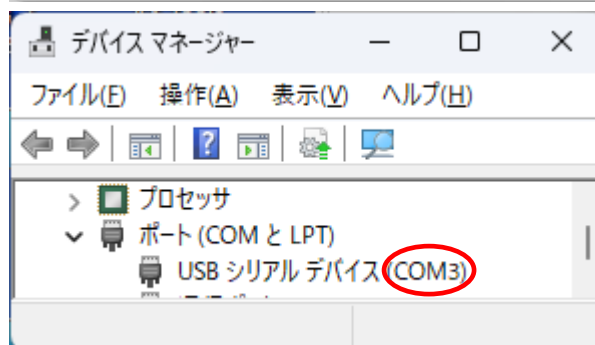 デバイス マネージャー
ファイル(F) 操作(A) 表示(V) ヘルプ(H)
プロセッサ
ポート (COM と LPT)
USB シリアル デバイス (COM3)